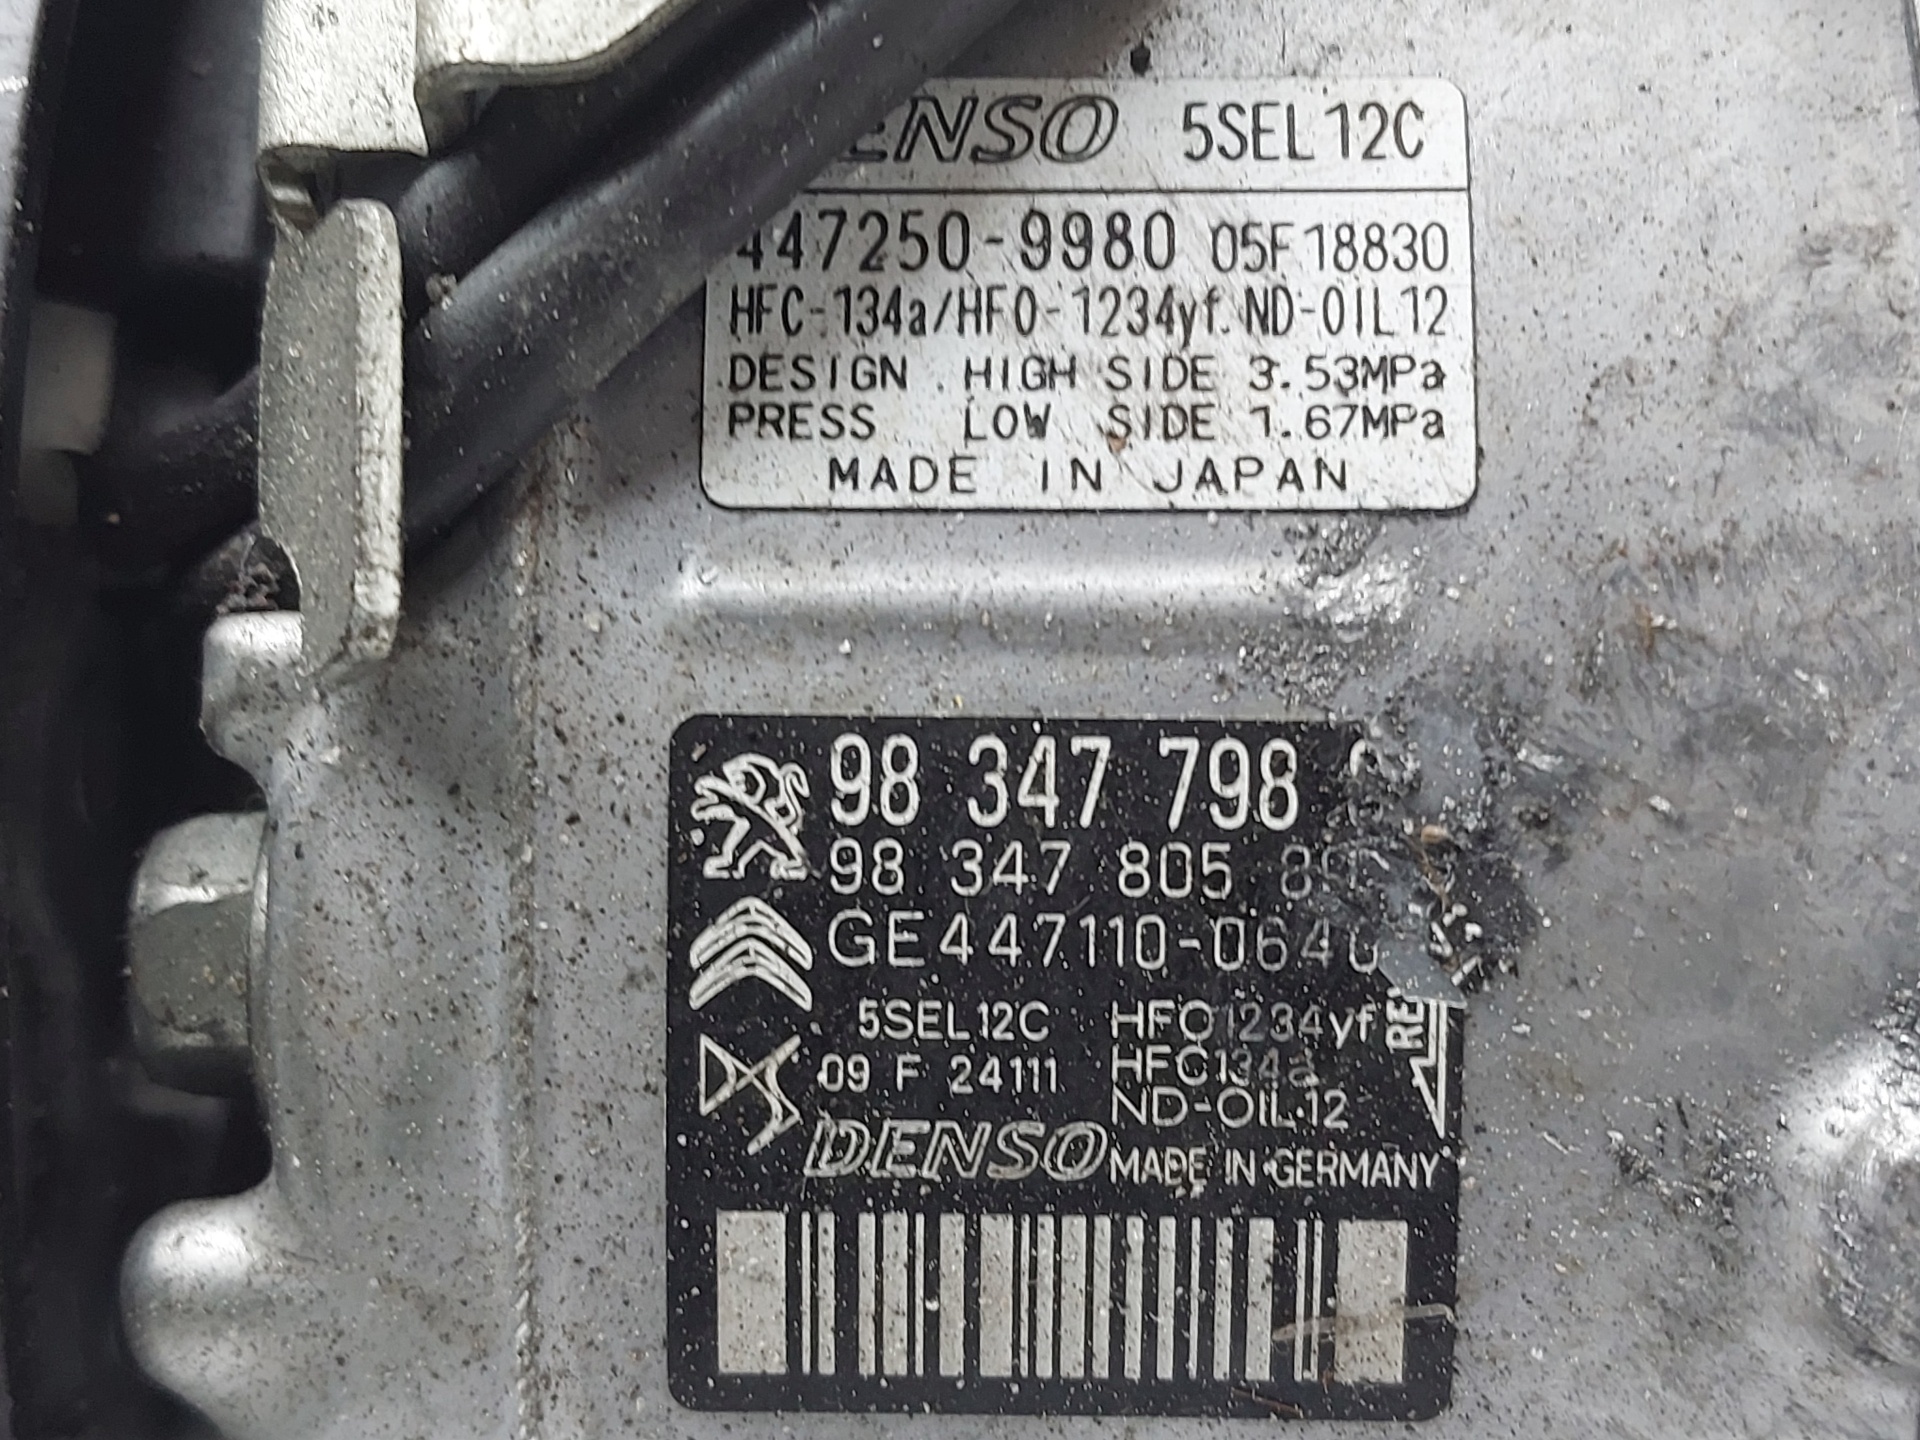 DENSO 5SEL12C
447250-9980 05F18830
HFC-134a/HFO-1234yf ND-OIL12
DESIGN HIGH SIDE 3.53MPa
PRESS LOW SIDE 1.67MPa
MADE IN JAPAN
98 347 798
98 347 805
GE447110-0640
5SEL12C HFO1234yf
09 F 24111 HFC134a
ND-OIL12
DENSO MADE IN GERMANY